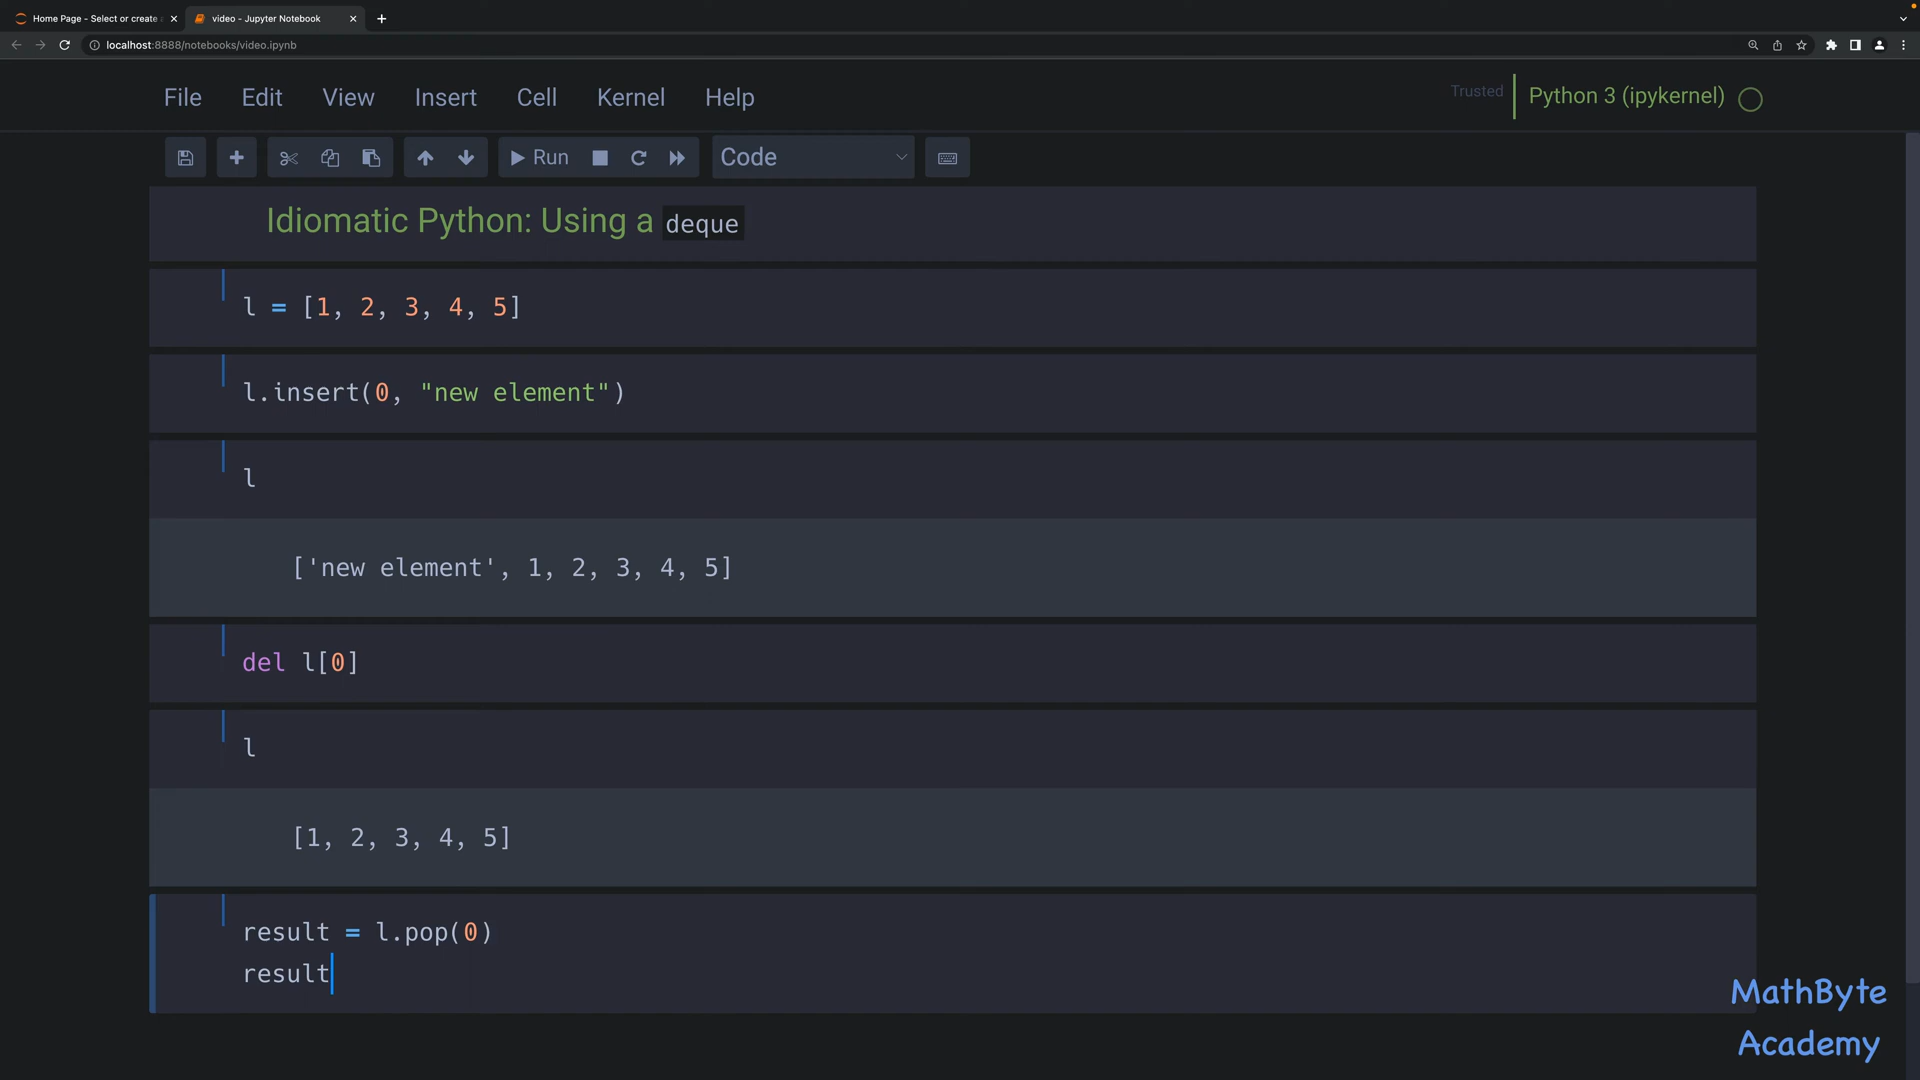 Home Page - Select or create
video - Jupyter Notebook
localhost:8888/notebooks/video.ipynb
File Edit View Insert Cell Kernel Help
Trusted
Python 3 (ipykernel)
Run
Code
Idiomatic Python: Using a deque
l = [1, 2, 3, 4, 5]
l.insert(0, "new element")
l
['new element', 1, 2, 3, 4, 5]
del l[0]
l
[1, 2, 3, 4, 5]
result = l.pop(0)
result
MathByte
Academy